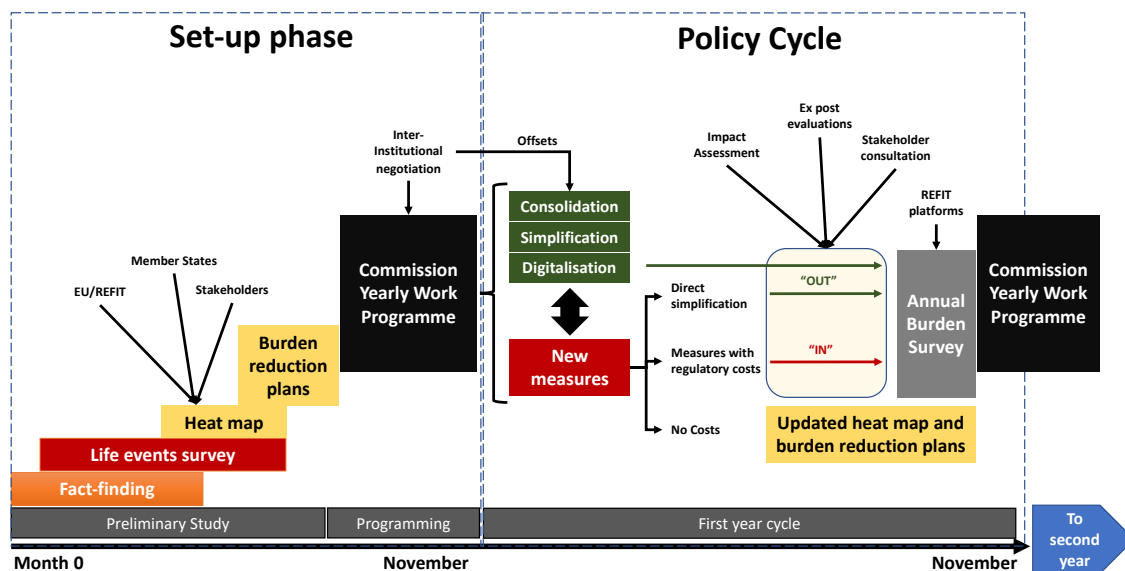 Set-up phase
Policy Cycle
Ex post
evaluations
Impact
Assessment
Stakeholder
consultation
Inter-
Institutional
negotiation
Offsets
REFIT
platforms
Consolidation
Simplification
Digitalisation
Member States
EU/REFIT
Stakeholders
Commission
Yearly Work
Programme
"OUT"
Direct
simplification
Annual
Burden
Survey
Commission
Yearly Work
Programme
Burden
reduction
plans
New
measures
Measures with
regulatory costs
"IN"
Heat map
No Costs
Updated heat map and
burden reduction plans
Life events survey
Fact-finding
Preliminary Study
Programming
First year cycle
To
second
year
Month 0
November
November